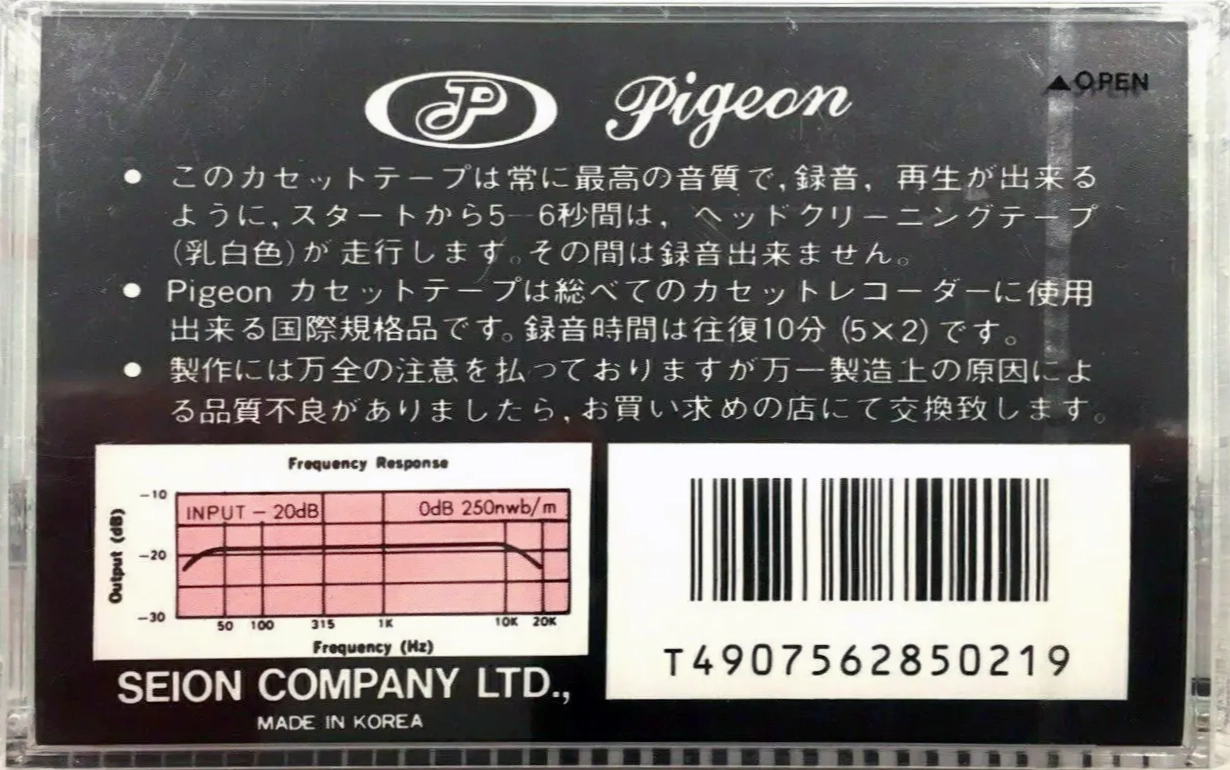 JP Pigeon
▲OPEN
● このカセットテープは常に最高の音質で,録音, 再生が出来る
ように,スタートから5-6秒間は, ヘッドクリーニングテープ
(乳白色)が 走行します。その間は録音出来ません。
● Pigeon カセットテープは総べてのカセットレコーダーに使用
出来る国際規格品です。録音時間は往復10分 (5×2) です。
● 製作には万全の注意を払っておりますが万一製造上の原因によ
る品質不良がありましたら,お買い求めの店にて交換致します。
Frequency Response
INPUT - 20dB 0dB 250nwb/m
Output (dB)
-10
-20
-30
50 100 315 1K 10K 20K
Frequency (Hz)
T4907562850219
SEION COMPANY LTD.,
MADE IN KOREA